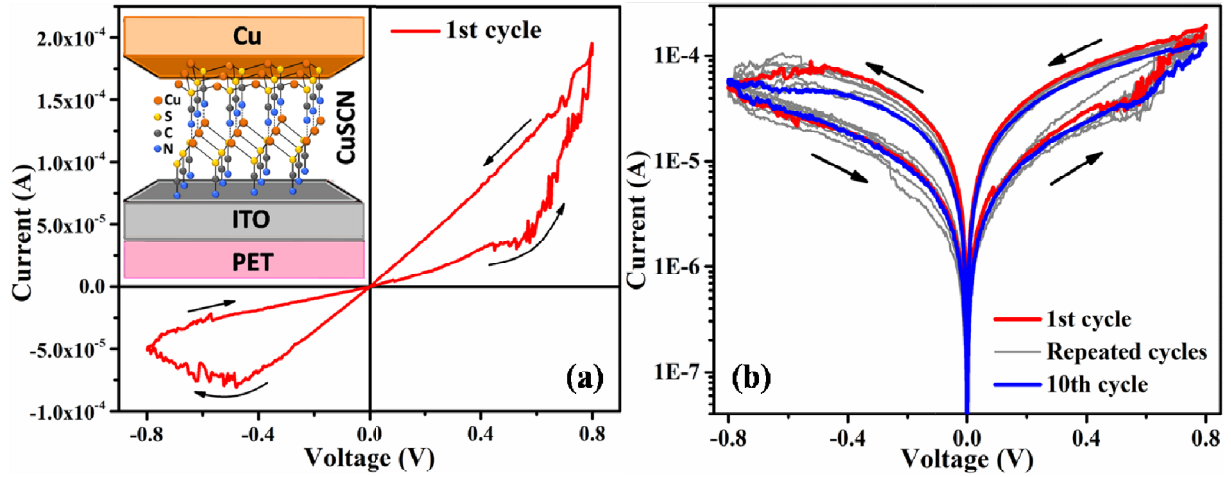 2.0x10⁻⁴
1.5x10⁻⁴
1.0x10⁻⁴
5.0x10⁻⁵
0.0
-5.0x10⁻⁵
-1.0x10⁻⁴
Current (A)
-0.8
-0.4
0.0
0.4
0.8
Voltage (V)
1st cycle
Cu
Cu
S
C
N
CuSCN
ITO
PET
(a)
1E-4
1E-5
1E-6
1E-7
Current (A)
-0.8
-0.4
0.0
0.4
0.8
Voltage (V)
1st cycle
Repeated cycles
10th cycle
(b)